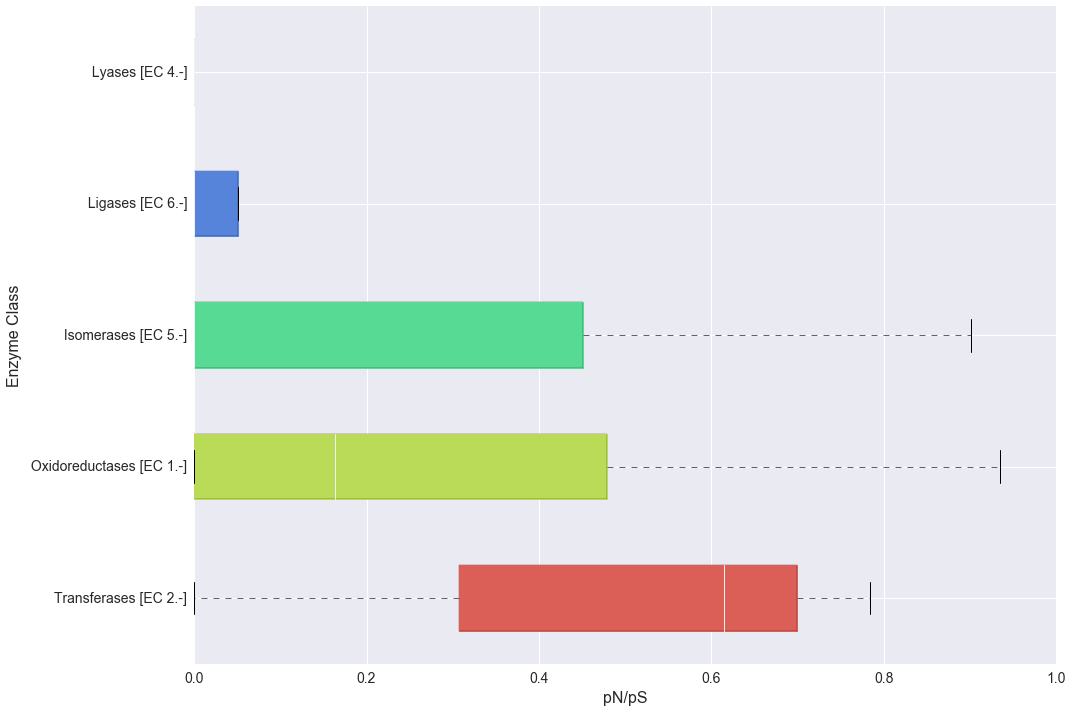 Lyases [EC 4.-]
Ligases [EC 6.-]
Isomerases [EC 5.-]
Oxidoreductases [EC 1.-]
Transferases [EC 2.-]
Enzyme Class
0.0 0.2 0.4 0.6 0.8 1.0
pN/pS